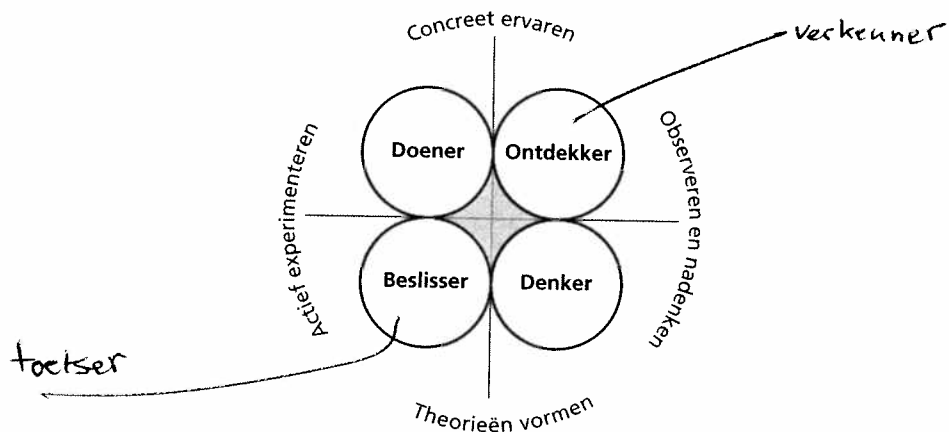 Concreet ervaren
verkenner
Actief experimenteren
Doener
Ontdekker
Observeren en nadenken
Beslisser
Denker
toetser
Theorieën vormen